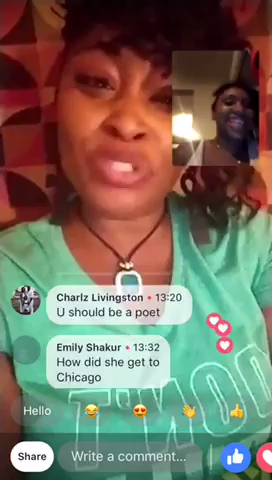 Charlz Livingston • 13:20
U should be a poet
Emily Shakur • 13:32
How did she get to
Chicago
Hello
Share
Write a comment...